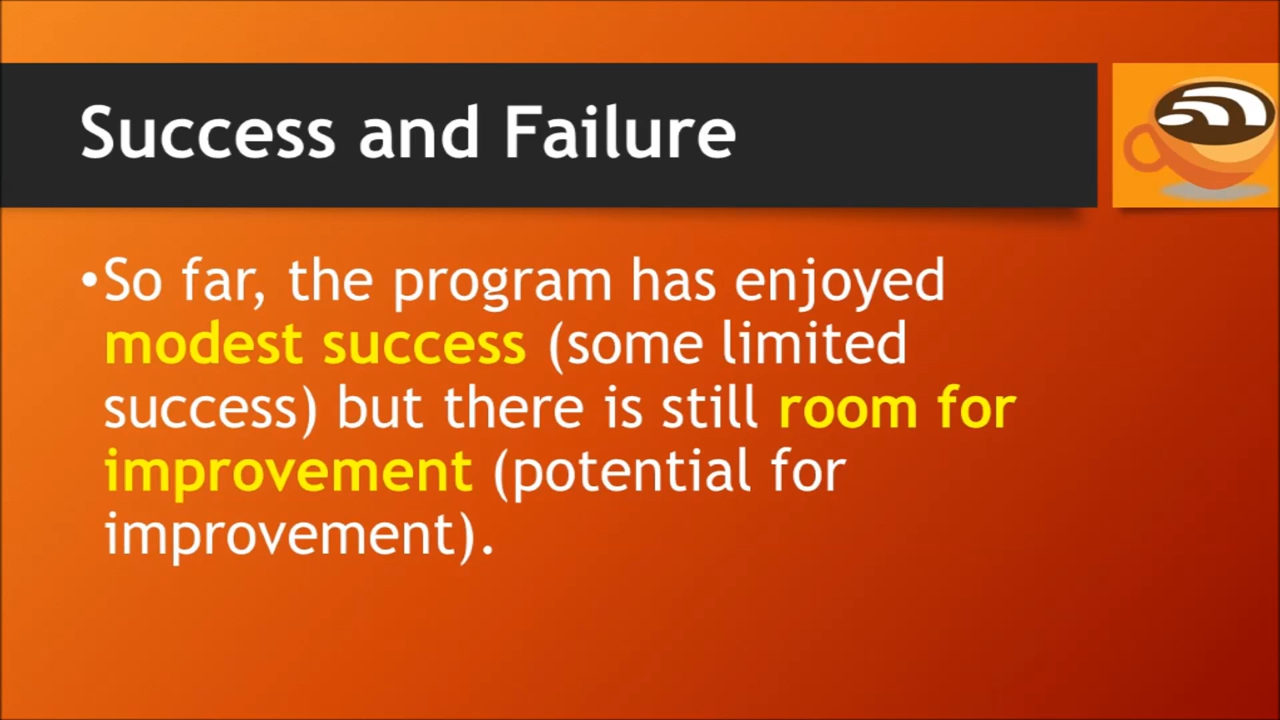 Success and Failure
•So far, the program has enjoyed
modest success (some limited
success) but there is still room for
improvement (potential for
improvement).